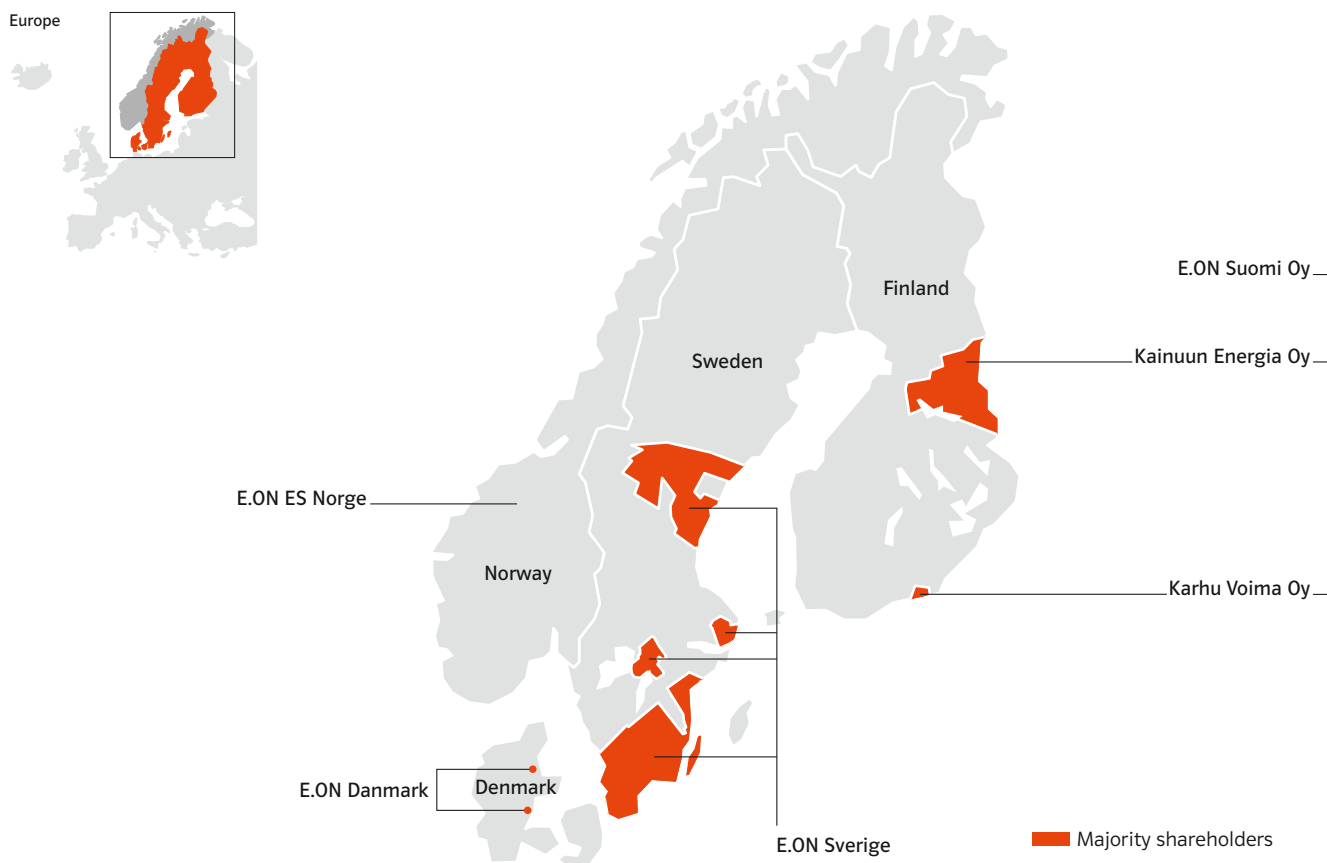 Europe
E.ON Suomi Oy
Finland
Kainuun Energia Oy
Sweden
E.ON ES Norge
Norway
Karhu Voima Oy
E.ON Danmark
Denmark
E.ON Sverige
Majority shareholders